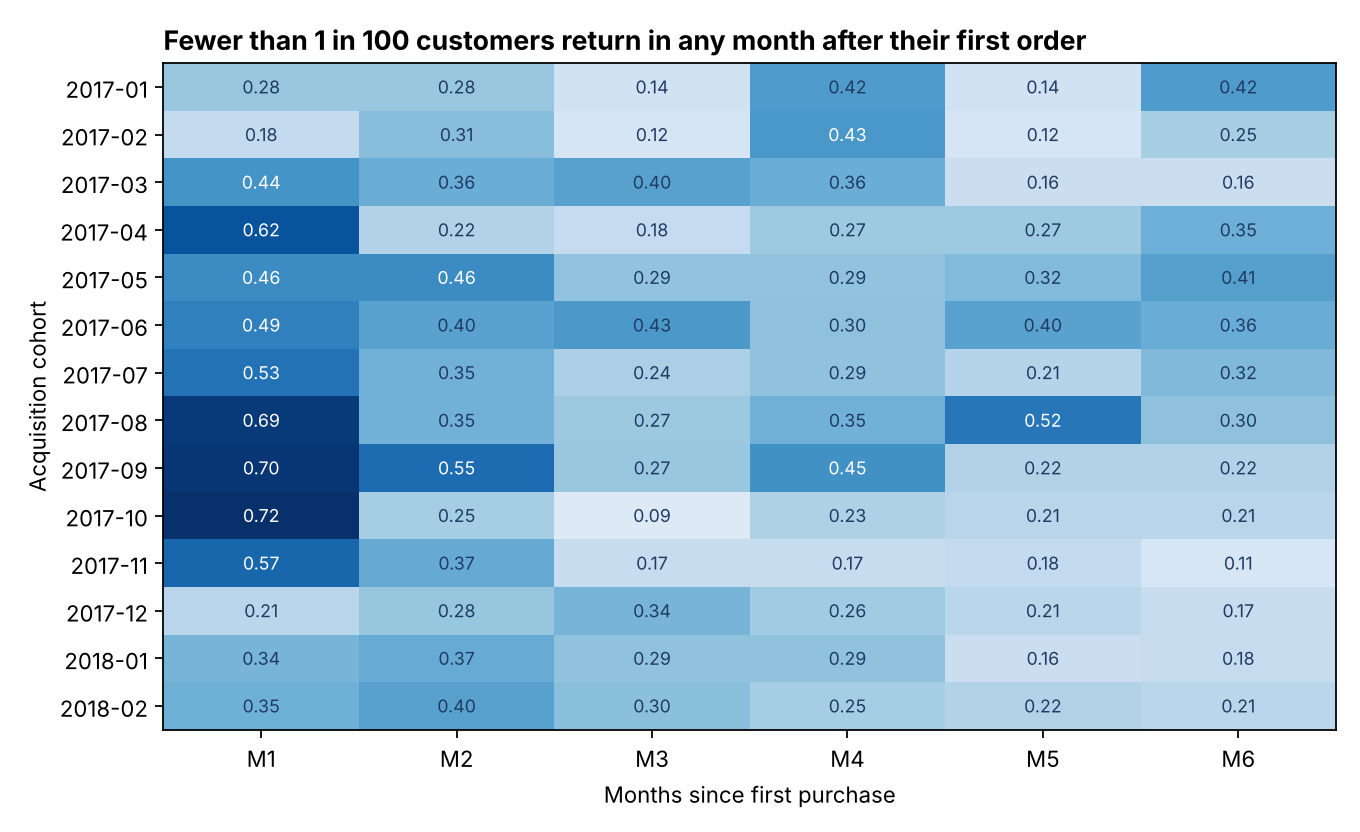 Fewer than 1 in 100 customers return in any month after their first order
Acquisition cohort
2017-01 0.28 0.28 0.14 0.42 0.14 0.42
2017-02 0.18 0.31 0.12 0.43 0.12 0.25
2017-03 0.44 0.36 0.40 0.36 0.16 0.16
2017-04 0.62 0.22 0.18 0.27 0.27 0.35
2017-05 0.46 0.46 0.29 0.29 0.32 0.41
2017-06 0.49 0.40 0.43 0.30 0.40 0.36
2017-07 0.53 0.35 0.24 0.29 0.21 0.32
2017-08 0.69 0.35 0.27 0.35 0.52 0.30
2017-09 0.70 0.55 0.27 0.45 0.22 0.22
2017-10 0.72 0.25 0.09 0.23 0.21 0.21
2017-11 0.57 0.37 0.17 0.17 0.18 0.11
2017-12 0.21 0.28 0.34 0.26 0.21 0.17
2018-01 0.34 0.37 0.29 0.29 0.16 0.18
2018-02 0.35 0.40 0.30 0.25 0.22 0.21
M1 M2 M3 M4 M5 M6
Months since first purchase